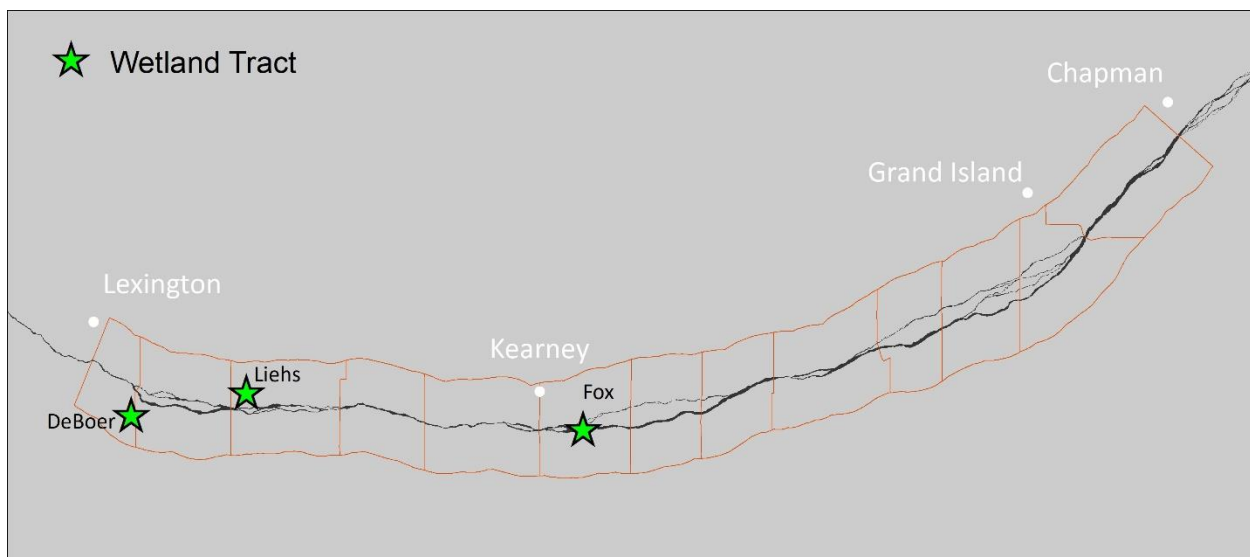 Wetland Tract
Chapman
Grand Island
Lexington
Kearney
Liehs
Fox
DeBoer